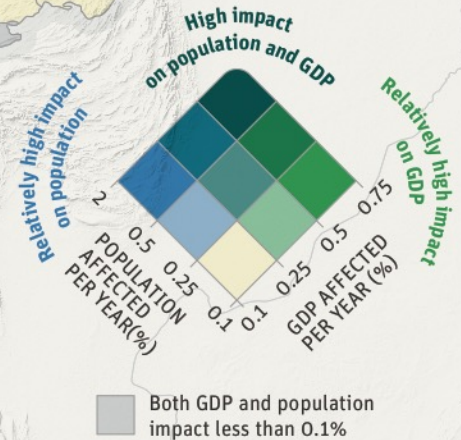 High impact
on population and GDP
Relatively high impact
on population
Relatively high impact
on GDP
2
0.5
0.25
0.1
POPULATION
AFFECTED
PER YEAR(%)
0.1
0.25
0.5
0.75
GDP AFFECTED
PER YEAR (%)
Both GDP and population
impact less than 0.1%